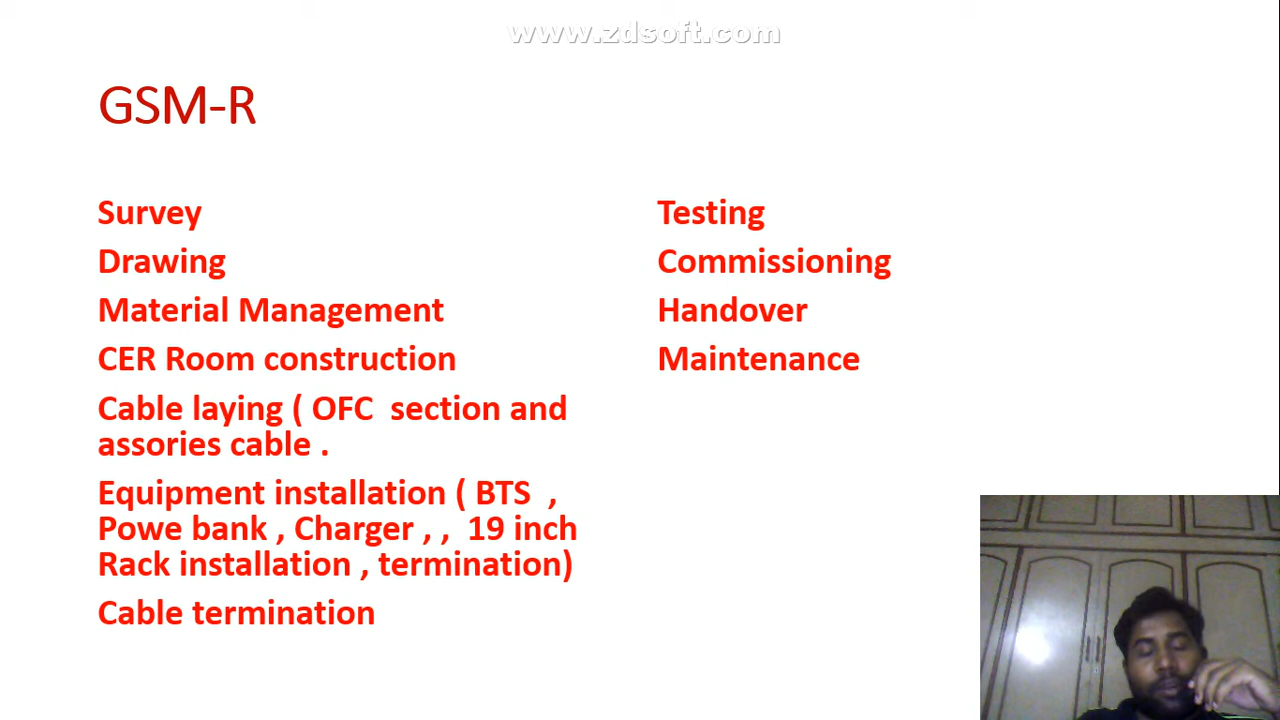 www.zdsoft.com
GSM-R
Survey
Drawing
Material Management
CER Room construction
Cable laying ( OFC  section and
assories cable .
Equipment installation ( BTS  ,
Powe bank , Charger , ,  19 inch
Rack installation , termination)
Cable termination
Testing
Commissioning
Handover
Maintenance